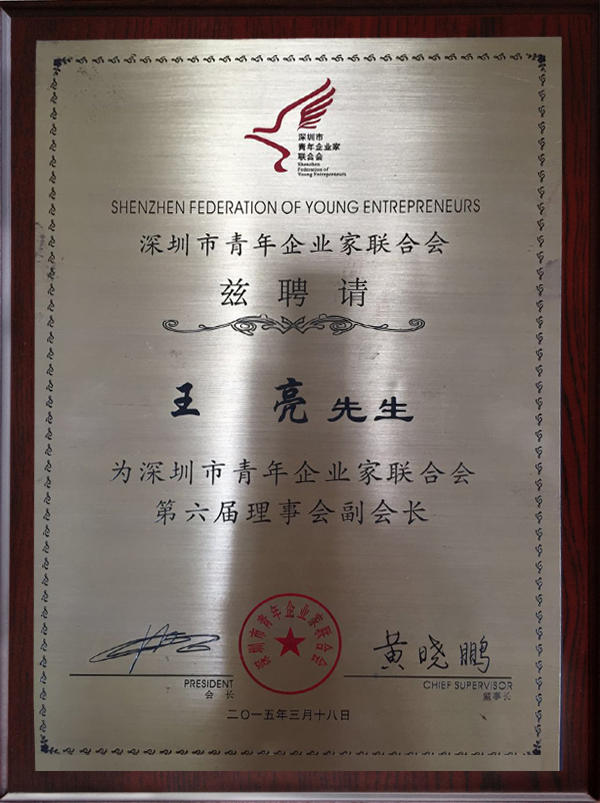 深圳市
青年企业家
联合会
Shenzhen
Federation of
Young Entrepreneurs
SHENZHEN FEDERATION OF YOUNG ENTREPRENEURS
深圳市青年企业家联合会
兹聘请
王亮先生
为深圳市青年企业家联合会
第六届理事会副会长
深圳市青年企业家联合会
黄晓鹏
PRESIDENT
会长
CHIEF SUPERVISOR
监事长
二〇一五年三月十八日